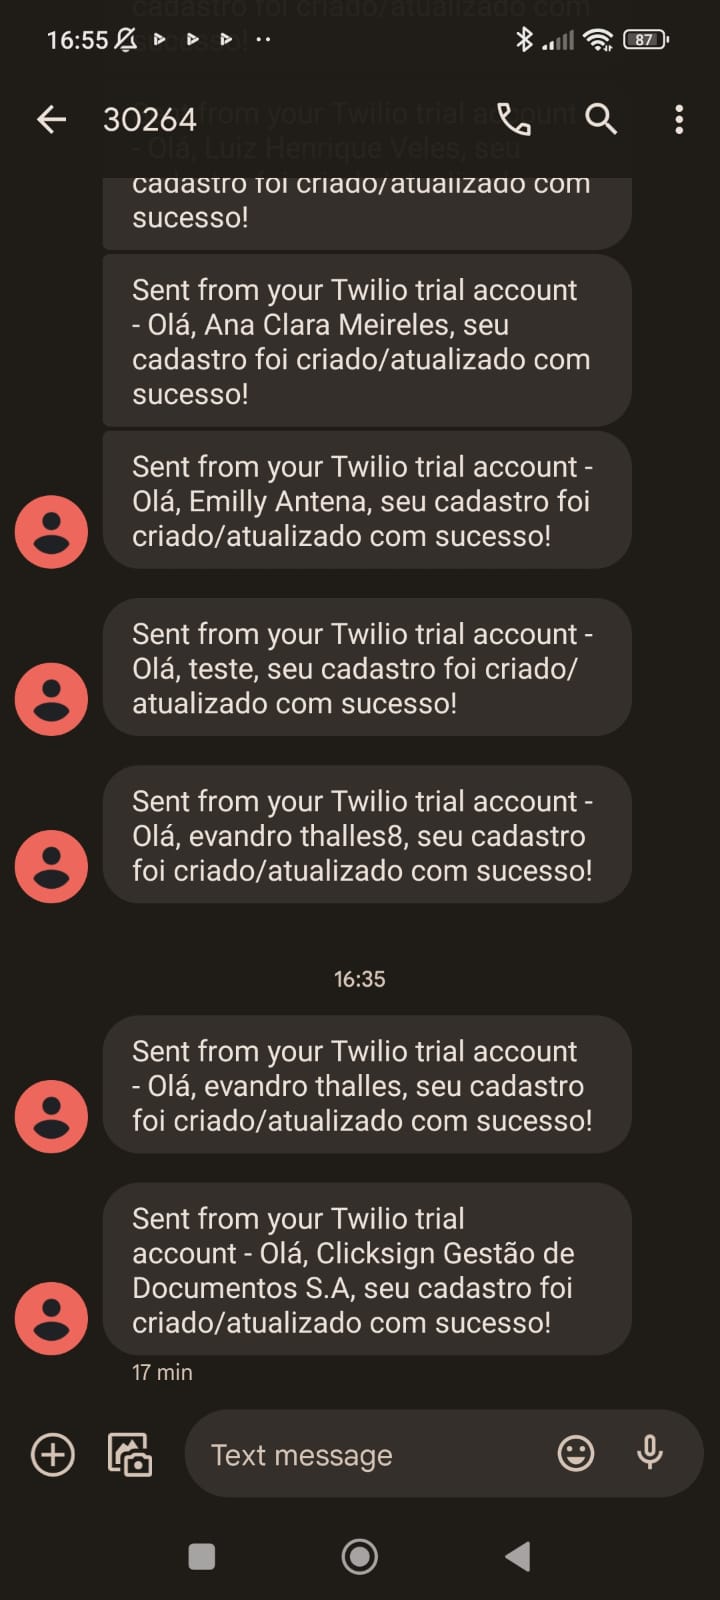 16:55
87
30264
cadastro foi criado/atualizado com
sucesso!
Sent from your Twilio trial account
- Olá, Ana Clara Meireles, seu
cadastro foi criado/atualizado com
sucesso!
Sent from your Twilio trial account -
Olá, Emilly Antena, seu cadastro foi
criado/atualizado com sucesso!
Sent from your Twilio trial account -
Olá, teste, seu cadastro foi criado/
atualizado com sucesso!
Sent from your Twilio trial account -
Olá, evandro thalles8, seu cadastro
foi criado/atualizado com sucesso!
16:35
Sent from your Twilio trial account
- Olá, evandro thalles, seu cadastro
foi criado/atualizado com sucesso!
Sent from your Twilio trial
account - Olá, Clicksign Gestão de
Documentos S.A, seu cadastro foi
criado/atualizado com sucesso!
17 min
Text message